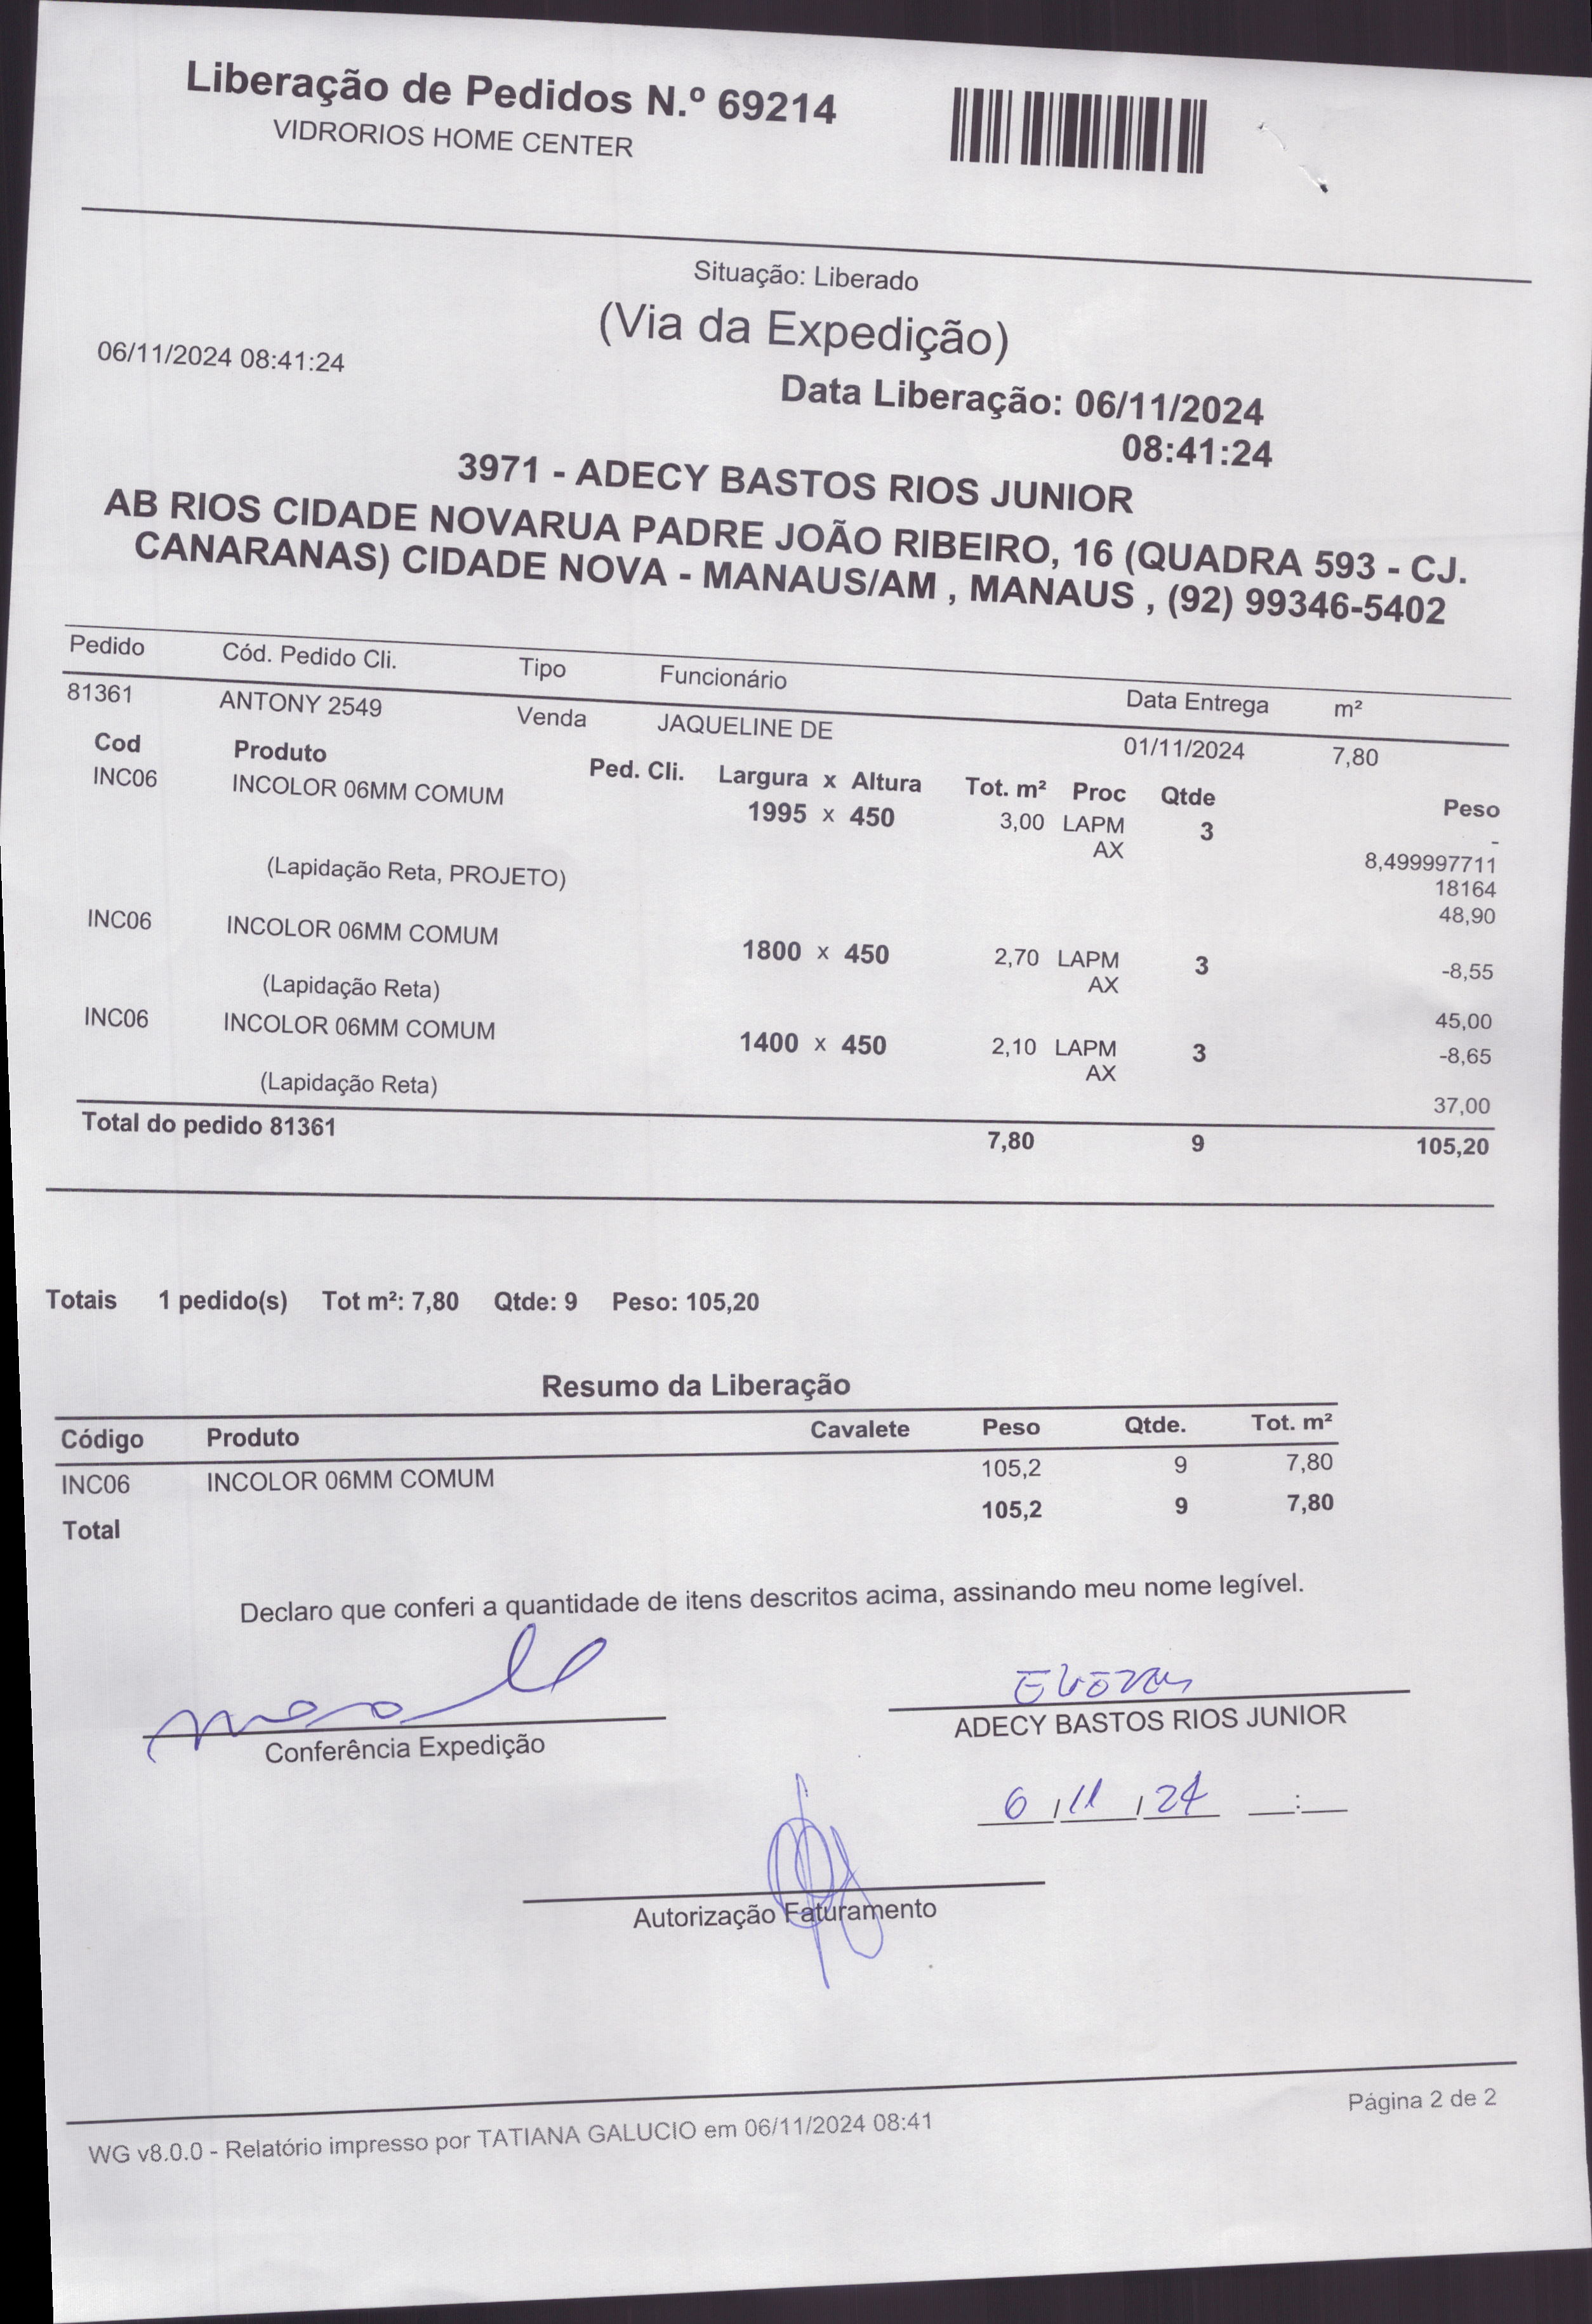 Liberação de Pedidos N.º 69214
VIDRORIOS HOME CENTER
Situação: Liberado
(Via da Expedição)
06/11/2024 08:41:24
Data Liberação: 06/11/2024
08:41:24
3971 - ADECY BASTOS RIOS JUNIOR
AB RIOS CIDADE NOVARUA PADRE JOÃO RIBEIRO, 16 (QUADRA 593 - CJ.
CANARANAS) CIDADE NOVA - MANAUS/AM , MANAUS , (92) 99346-5402
Pedido Cód. Pedido Cli. Tipo Funcionário Data Entrega m²
81361 ANTONY 2549 Venda JAQUELINE DE 01/11/2024 7,80
Cod Produto Ped. Cli. Largura x Altura Tot. m² Proc Qtde Peso
INC06 INCOLOR 06MM COMUM 1995 x 450 3,00 LAPM 3 -
AX 8,499997711
18164
(Lapidação Reta, PROJETO) 48,90
INC06 INCOLOR 06MM COMUM 1800 x 450 2,70 LAPM 3 -8,55
AX
(Lapidação Reta) 45,00
INC06 INCOLOR 06MM COMUM 1400 x 450 2,10 LAPM 3 -8,65
AX
(Lapidação Reta) 37,00
Total do pedido 81361 7,80 9 105,20
Totais 1 pedido(s) Tot m²: 7,80 Qtde: 9 Peso: 105,20
Resumo da Liberação
Código Produto Cavalete Peso Qtde. Tot. m²
INC06 INCOLOR 06MM COMUM 105,2 9 7,80
Total 105,2 9 7,80
Declaro que conferi a quantidade de itens descritos acima, assinando meu nome legível.
Conferência Expedição
ADECY BASTOS RIOS JUNIOR
6 / 11 / 24 __:__
Autorização Faturamento
Página 2 de 2
WG v8.0.0 - Relatório impresso por TATIANA GALUCIO em 06/11/2024 08:41